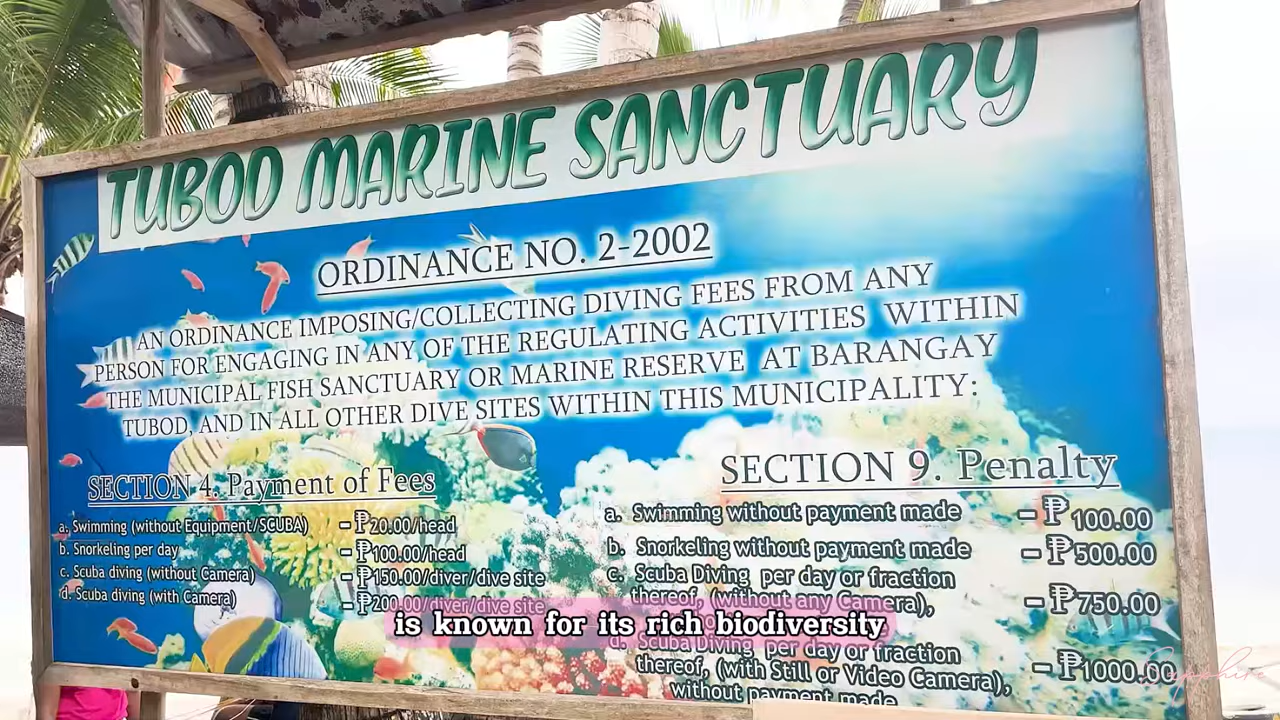 TUBOD MARINE SANCTUARY
ORDINANCE NO. 2-2002
AN ORDINANCE IMPOSING/COLLECTING DIVING FEES FROM ANY
PERSON FOR ENGAGING IN ANY OF THE REGULATING ACTIVITIES WITHIN
THE MUNICIPAL FISH SANCTUARY OR MARINE RESERVE AT BARANGAY
TUBOD, AND IN ALL OTHER DIVE SITES WITHIN THIS MUNICIPALITY:
SECTION 4. Payment of Fees
a. Swimming (without Equipment/SCUBA) - ₱20.00/head
b. Snorkeling per day - ₱100.00/head
c. Scuba diving (without Camera) - ₱150.00/diver/dive site
d. Scuba diving (with Camera) - ₱200.00/diver/dive site
SECTION 9. Penalty
a. Swimming without payment made - ₱100.00
b. Snorkeling without payment made - ₱500.00
c. Scuba Diving per day or fraction
thereof, (without any Camera), - ₱750.00
d. Scuba Diving per day or fraction
thereof, (with Still or Video Camera), - ₱1000.00
without payment made
is known for its rich biodiversity
Sapphire